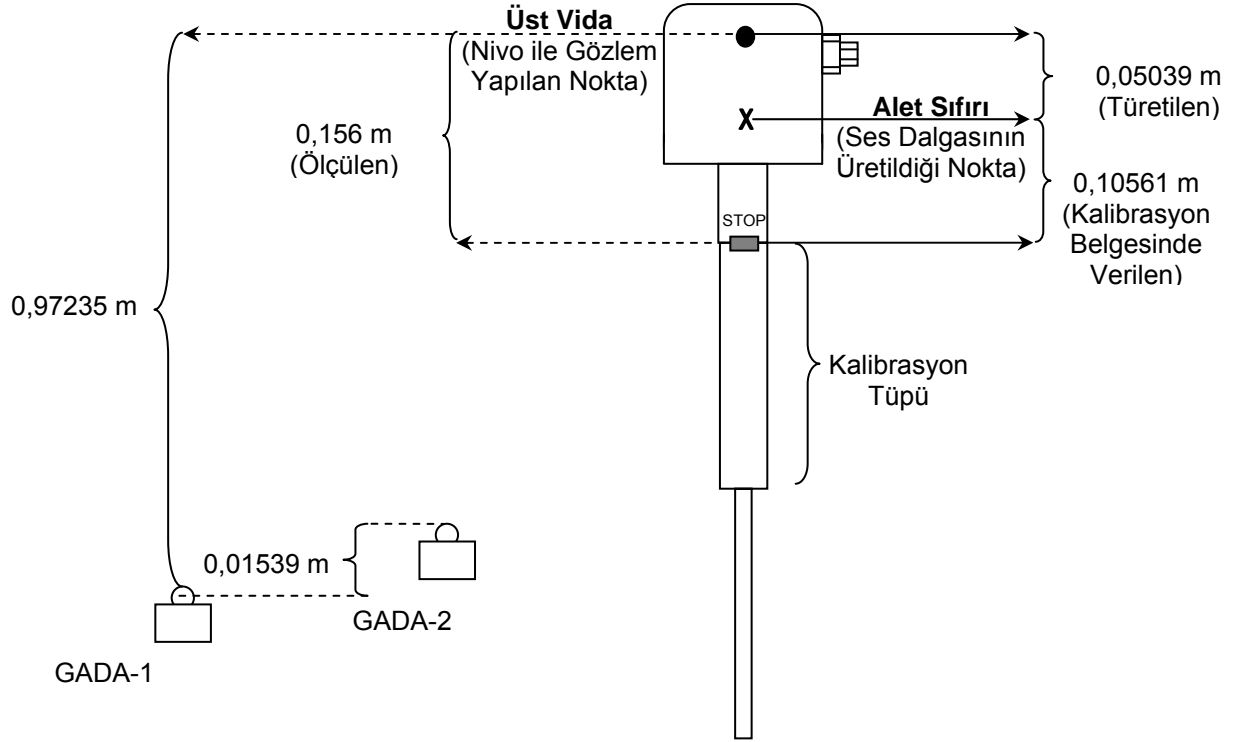 Üst Vida
(Nivo ile Gözlem
Yapılan Nokta)
0,05039 m
(Türetilen)
Alet Sıfırı
(Ses Dalgasının
Üretildiği Nokta)
X
0,156 m
(Ölçülen)
0,10561 m
(Kalibrasyon
Belgesinde
Verilen)
STOP
0,97235 m
Kalibrasyon
Tüpü
0,01539 m
GADA-2
GADA-1